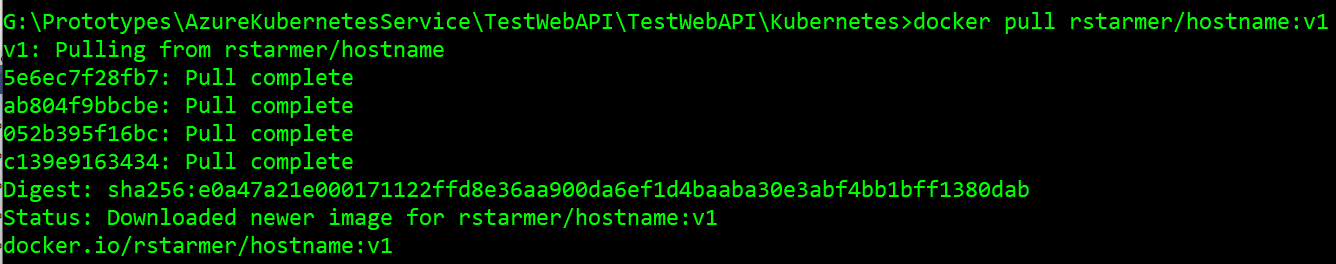 G:\Prototypes\AzureKubernetesService\TestWebAPI\TestWebAPI\Kubernetes>docker pull rstarmer/hostname:v1
v1: Pulling from rstarmer/hostname
5e6ec7f28fb7: Pull complete
ab804f9bbcbe: Pull complete
052b395f16bc: Pull complete
c139e9163434: Pull complete
Digest: sha256:e0a47a21e000171122ffd8e36aa900da6ef1d4baaba30e3abf4bb1bff1380dab
Status: Downloaded newer image for rstarmer/hostname:v1
docker.io/rstarmer/hostname:v1